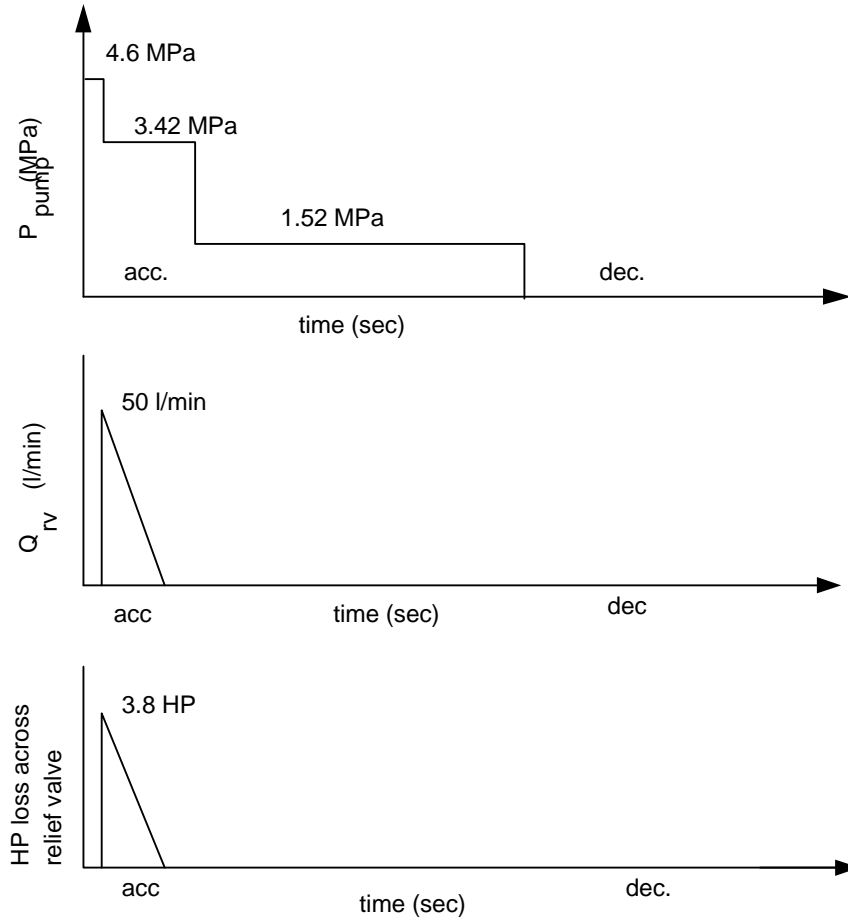 4.6 MPa
3.42 MPa
1.52 MPa
P pump (MPa)
acc.
dec.
time (sec)
50 l/min
Q rv (l/min)
acc
time (sec)
dec
3.8 HP
HP loss across
relief valve
acc
time (sec)
dec.